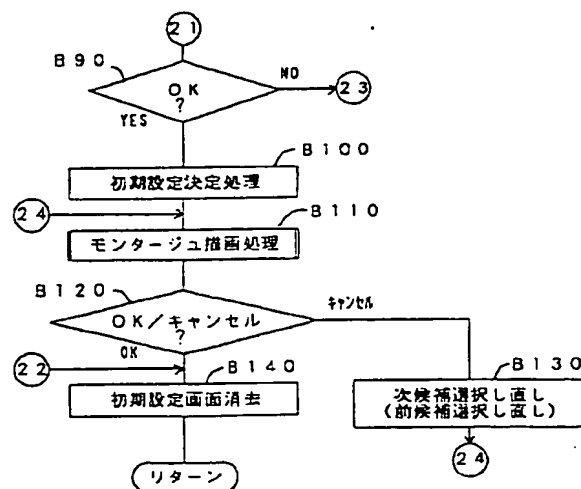 21
B90
OK
?
NO
23
YES
B100
初期設定決定処理
24
B110
モンタージュ描画処理
B120
OK/キャンセル
?
キャンセル
OK
22
B140
初期設定画面消去
B130
次候補選択し直し
(前候補選択し直し)
24
リターン